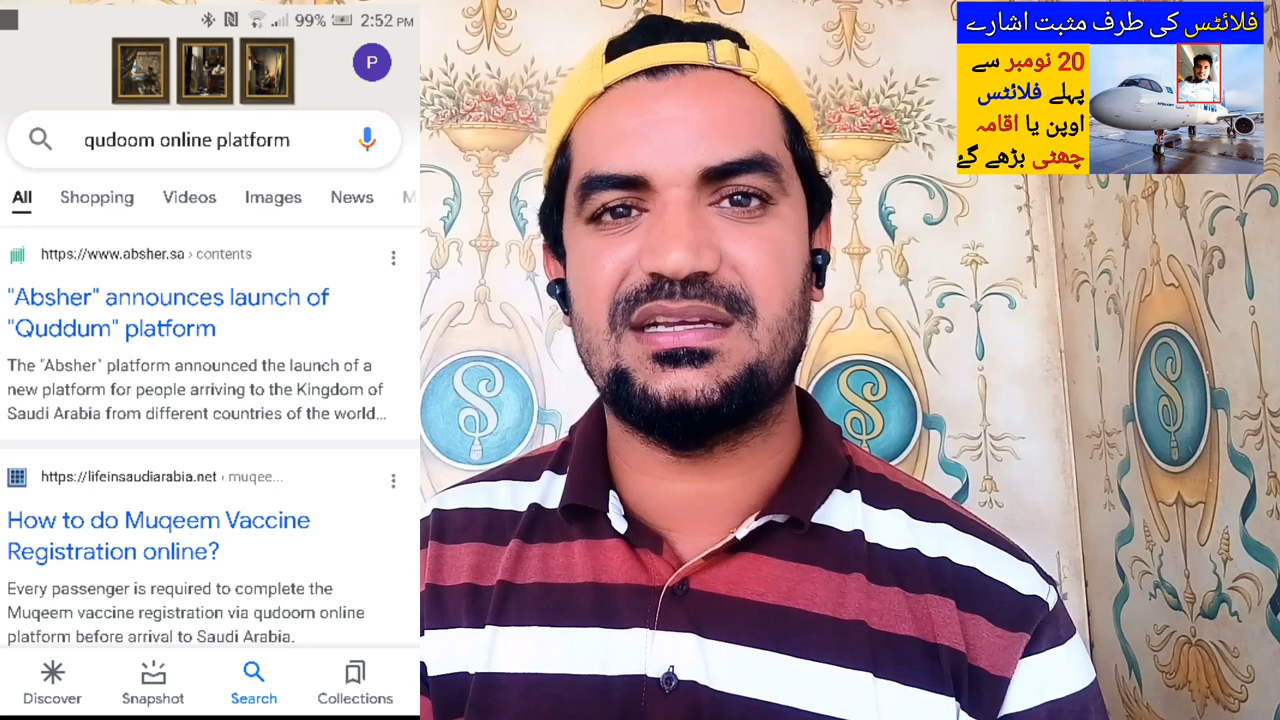 99% 2:52 PM
P
qudoom online platform
All Shopping Videos Images News M
https://www.absher.sa › contents
"Absher" announces launch of
"Quddum" platform
The "Absher" platform announced the launch of a
new platform for people arriving to the Kingdom of
Saudi Arabia from different countries of the world...
https://lifeinsaudiarabia.net › muqee...
How to do Muqeem Vaccine
Registration online?
Every passenger is required to complete the
Muqeem vaccine registration via qudoom online
platform before arrival to Saudi Arabia.
Discover Snapshot Search Collections
فلائٹس کی طرف مثبت اشارے
20 نومبر سے
پہلے فلائٹس
اوپن یا اقامہ
چھٹی بڑھے گے